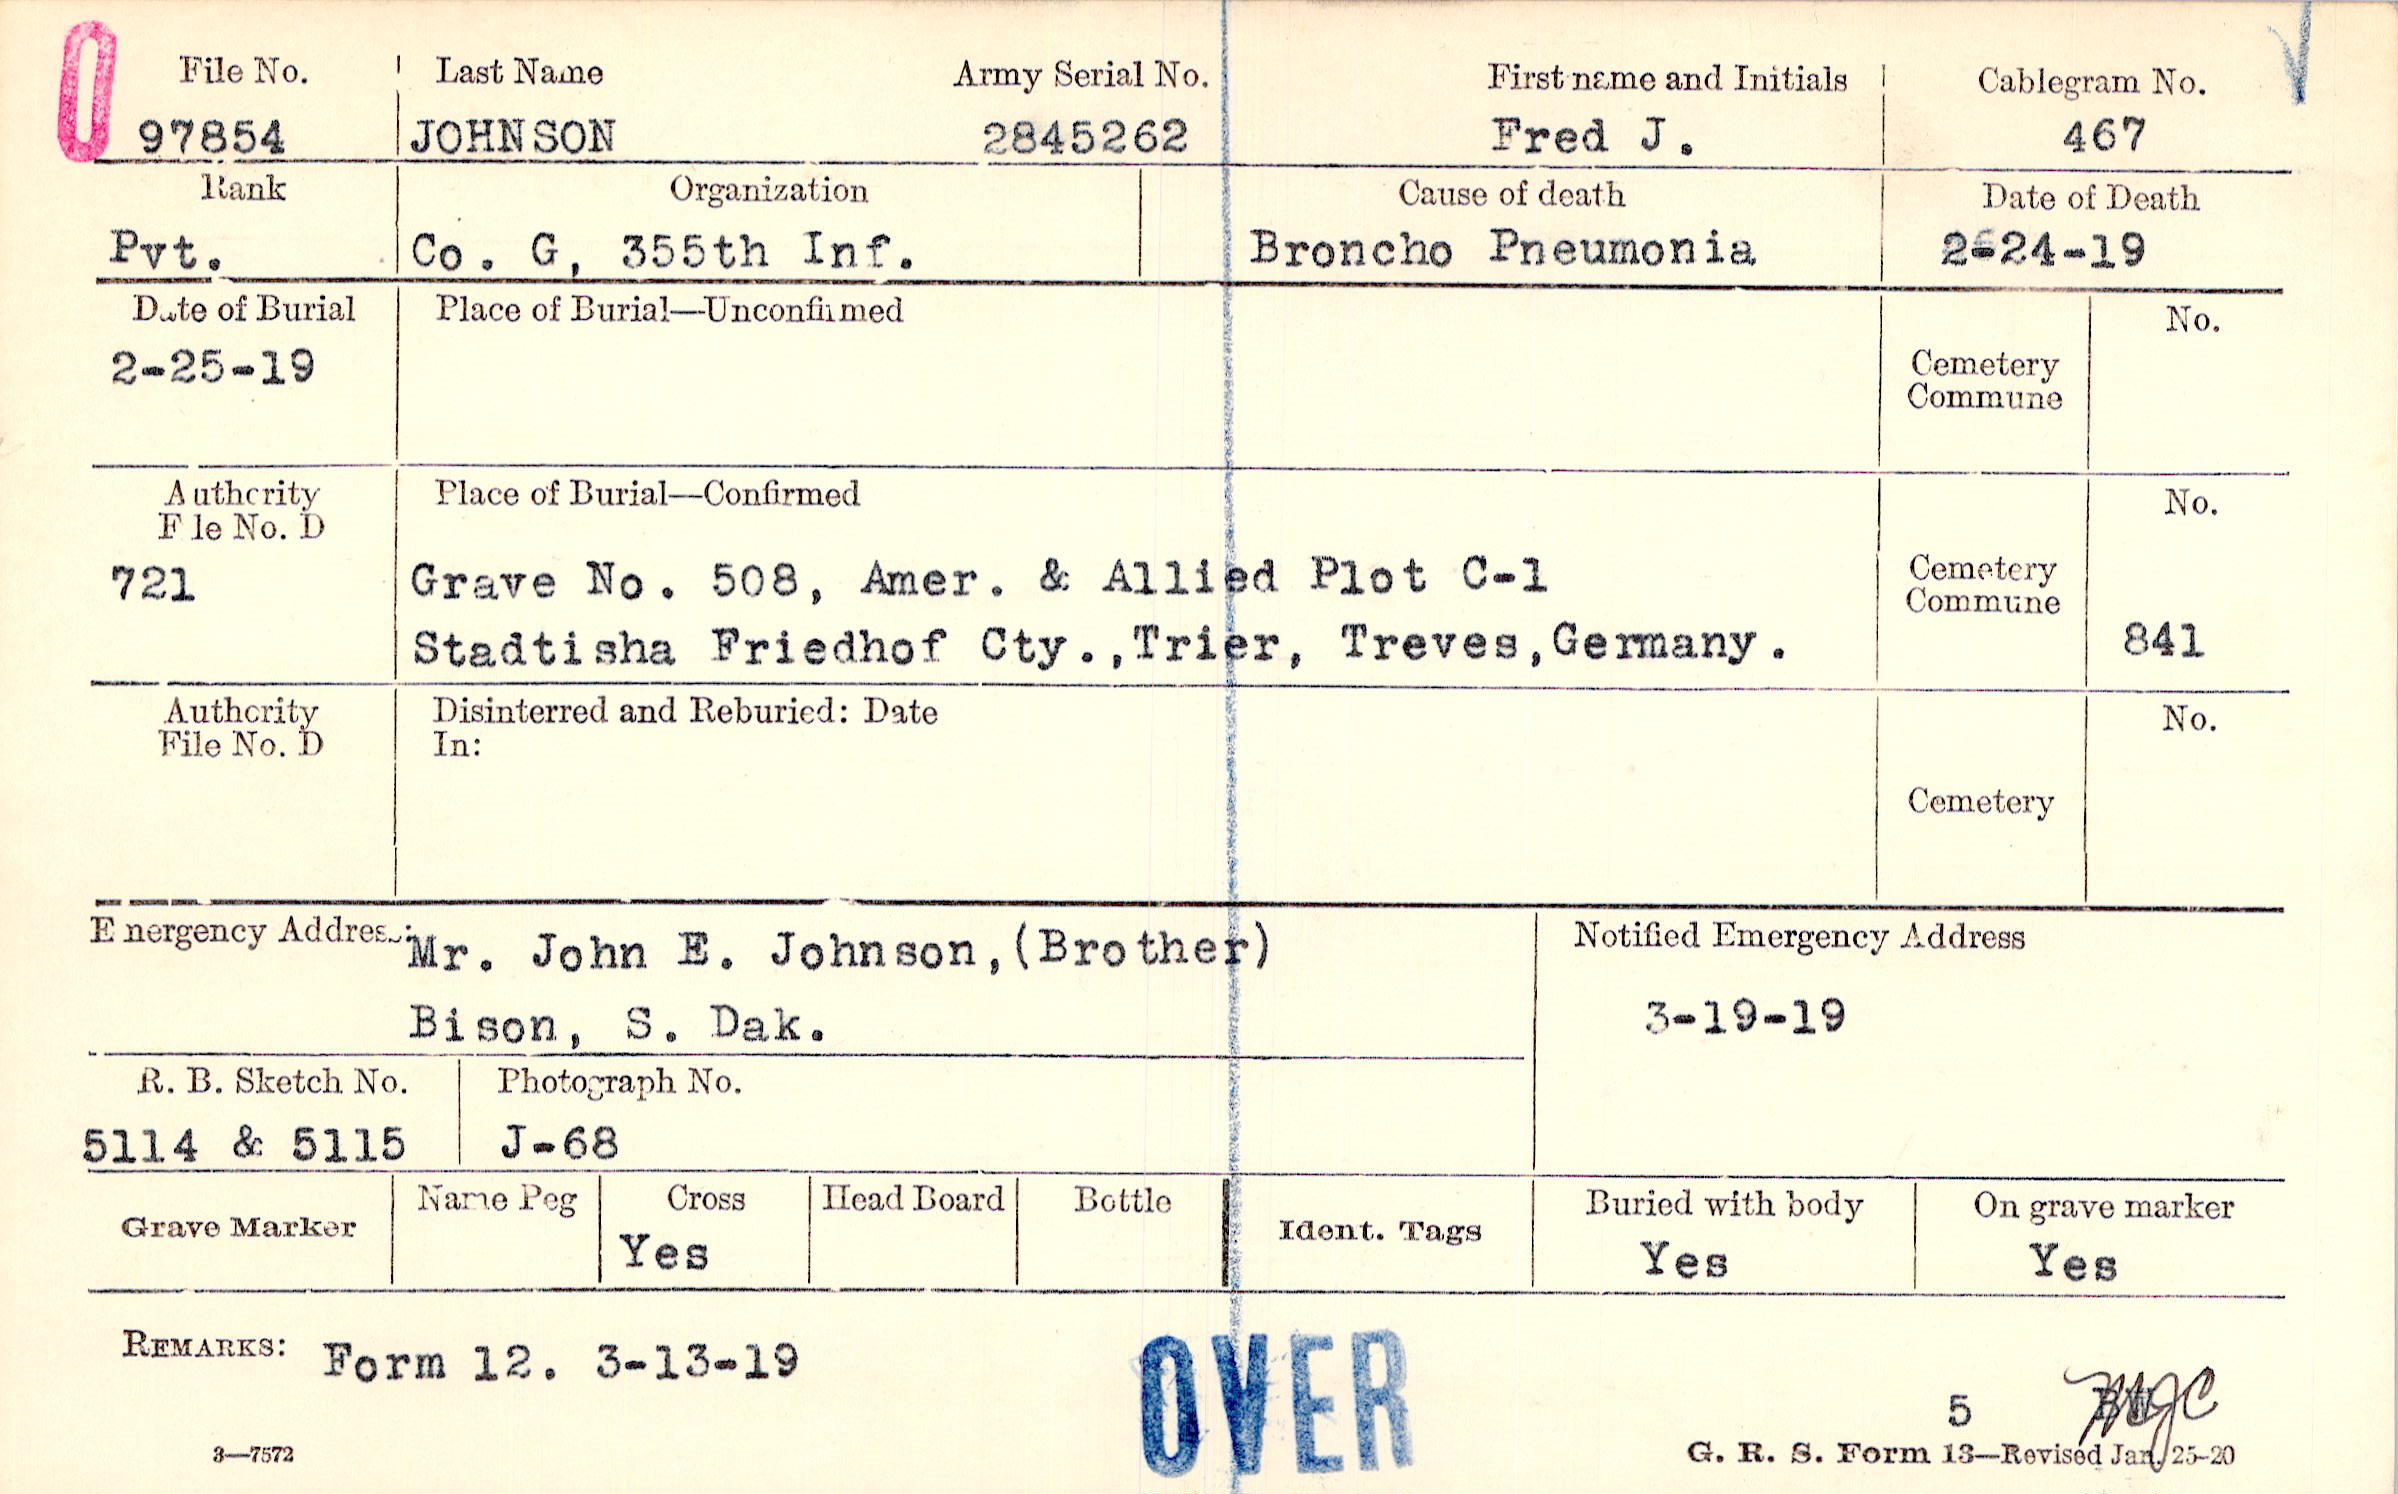 O
File No. Last Name Army Serial No. First name and Initials Cablegram No.
97854 JOHNSON 2845262 Fred J. 467
Rank Organization Cause of death Date of Death
Pvt. Co. G, 355th Inf. Broncho Pneumonia 2-24-19
Date of Burial Place of Burial—Unconfirmed No.
2-25-19
Cemetery
Commune
Authority Place of Burial—Confirmed No.
File No. D
721 Grave No. 508, Amer. & Allied Plot C-1
Cemetery
Commune
Stadtisha Friedhof Cty.,Trier, Treves,Germany. 841
Authority Disinterred and Reburied: Date No.
File No. D In:
Cemetery
Emergency Address: Mr. John E. Johnson,(Brother) Notified Emergency Address
Bison, S. Dak. 3-19-19
R. B. Sketch No. Photograph No.
5114 & 5115 J-68
Grave Marker Name Peg Cross Head Board Bottle Ident. Tags Buried with body On grave marker
Yes Yes Yes
REMARKS: Form 12. 3-13-19
OVER
5
3—7572 G. R. S. Form 13—Revised Jan. 25-20